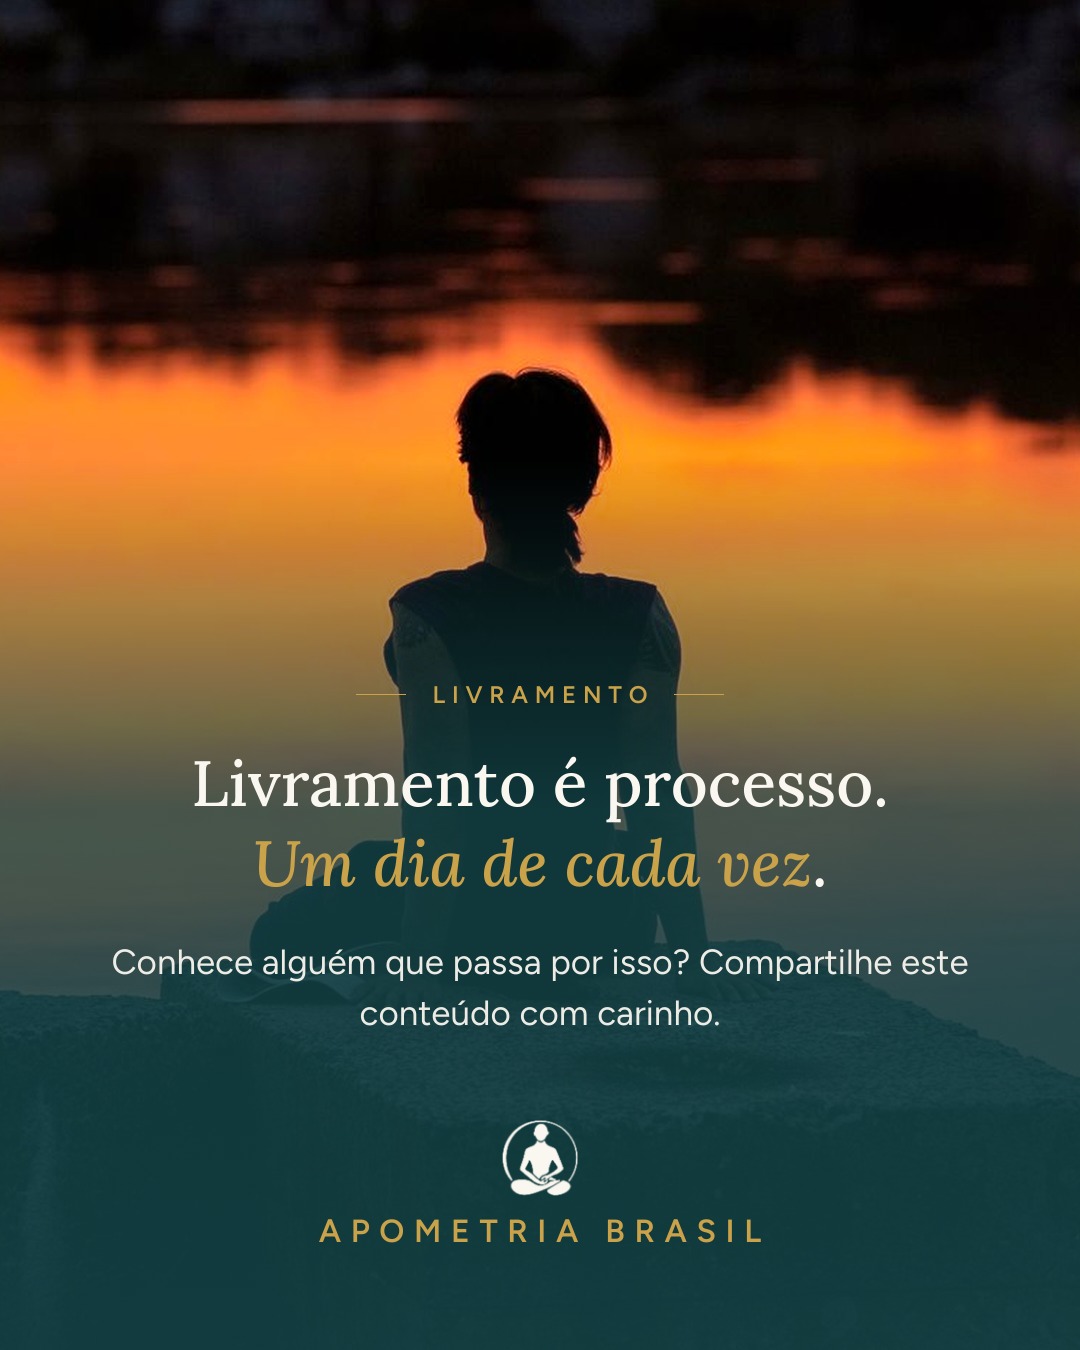 LIVRAMENTO
Livramento é processo.
Um dia de cada vez.
Conhece alguém que passa por isso? Compartilhe este
conteúdo com carinho.
APOMETRIA BRASIL